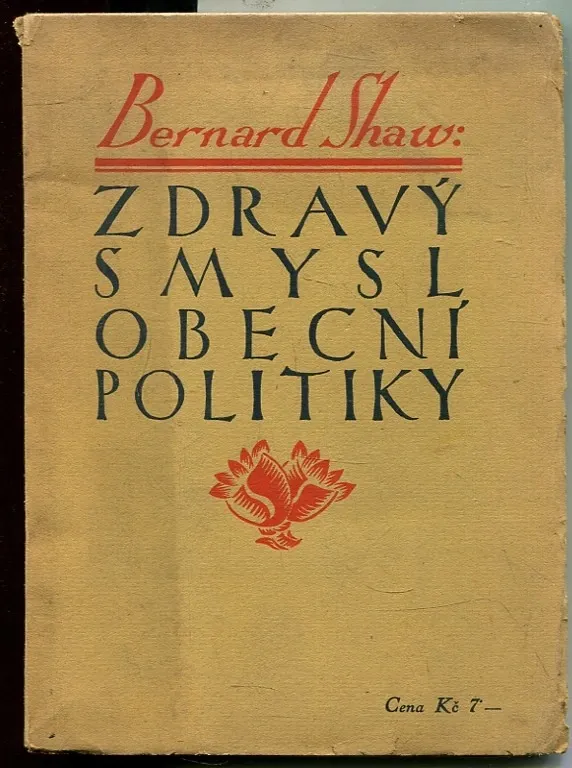 Bernard Shaw:
ZDRAVÝ
SMYSL
OBECNÍ
POLITIKY
Cena Kč 7·—